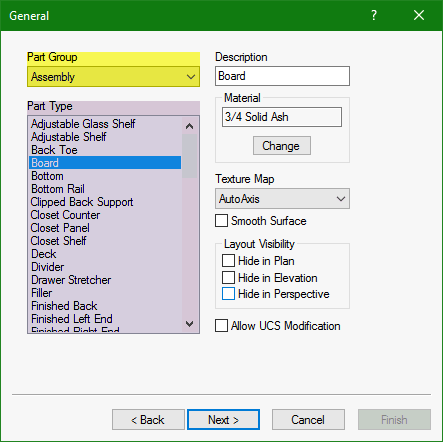 General
?
Part Group
Assembly
Part Type
Adjustable Glass Shelf
Adjustable Shelf
Back Toe
Board
Bottom
Bottom Rail
Clipped Back Support
Closet Counter
Closet Panel
Closet Shelf
Deck
Divider
Drawer Stretcher
Filler
Finished Back
Finished Left End
Finished Right End
Description
Board
Material
3/4 Solid Ash
Change
Texture Map
AutoAxis
Smooth Surface
Layout Visibility
Hide in Plan
Hide in Elevation
Hide in Perspective
Allow UCS Modification
< Back
Next >
Cancel
Finish